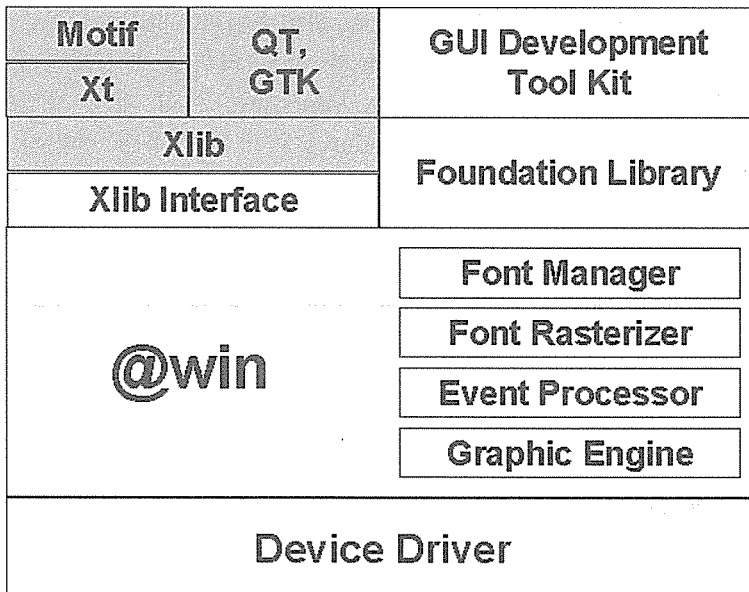 Motif
Xt
QT,
GTK
GUI Development
Tool Kit
Xlib
Xlib Interface
Foundation Library
@win
Font Manager
Font Rasterizer
Event Processor
Graphic Engine
Device Driver